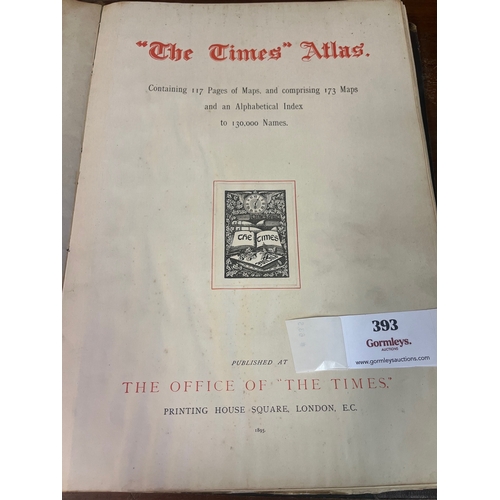 "The Times" Atlas.
Containing 117 Pages of Maps, and comprising 173 Maps
and an Alphabetical Index
to 130,000 Names.
THE TIMES
393
Gormleys.
AUCTIONS
www.gormleysauctions.com
PUBLISHED AT
THE OFFICE OF "THE TIMES,"
PRINTING HOUSE SQUARE, LONDON, E.C.
1895.